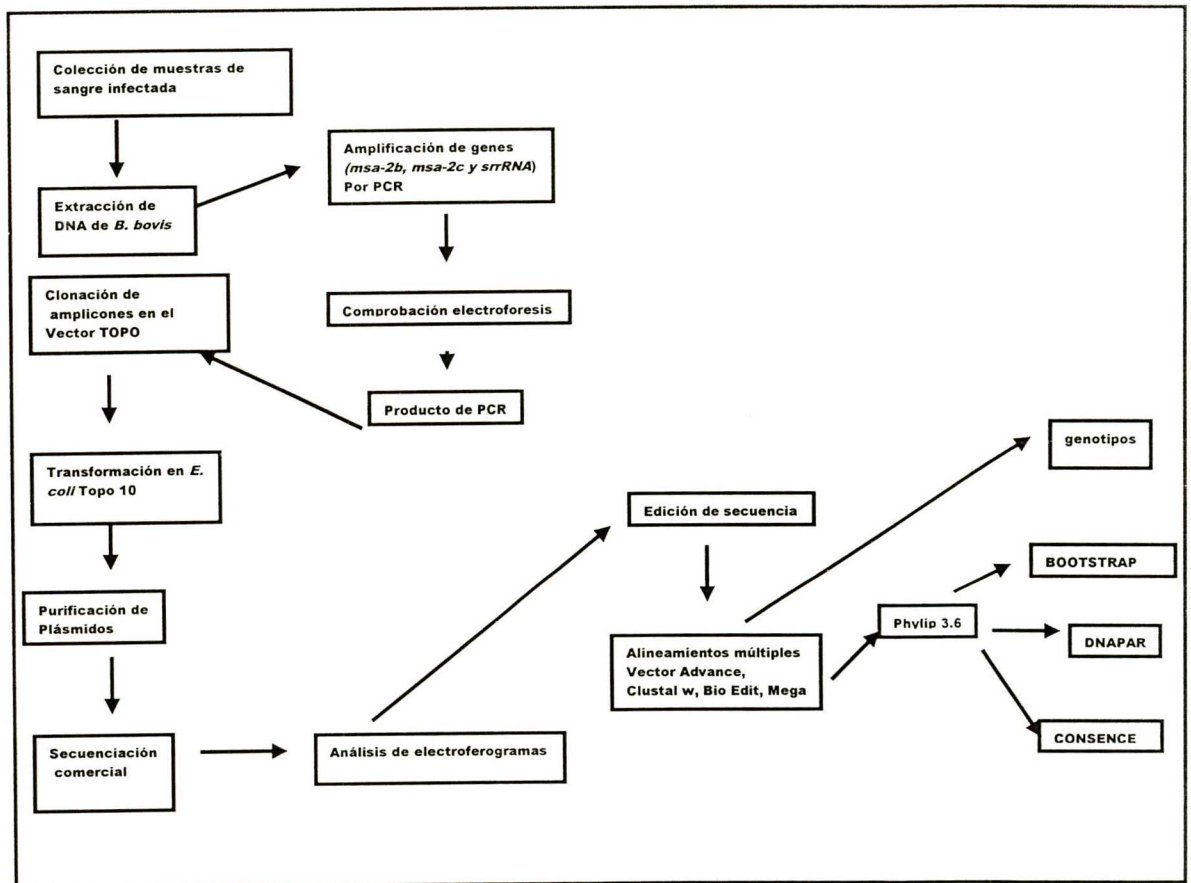 Colección de muestras de
sangre infectada
Extracción de
DNA de B. bovis
Amplificación de genes
(msa-2b, msa-2c y srrRNA)
Por PCR
Comprobación electroforesis
Producto de PCR
Clonación de
amplicones en el
Vector TOPO
Transformación en E.
coli Topo 10
Purificación de
Plásmidos
Secuenciación
comercial
Análisis de electroferogramas
Edición de secuencia
Alineamientos múltiples
Vector Advance,
Clustal w, Bio Edit, Mega
genotipos
Phylip 3.6
BOOTSTRAP
DNAPAR
CONSENCE